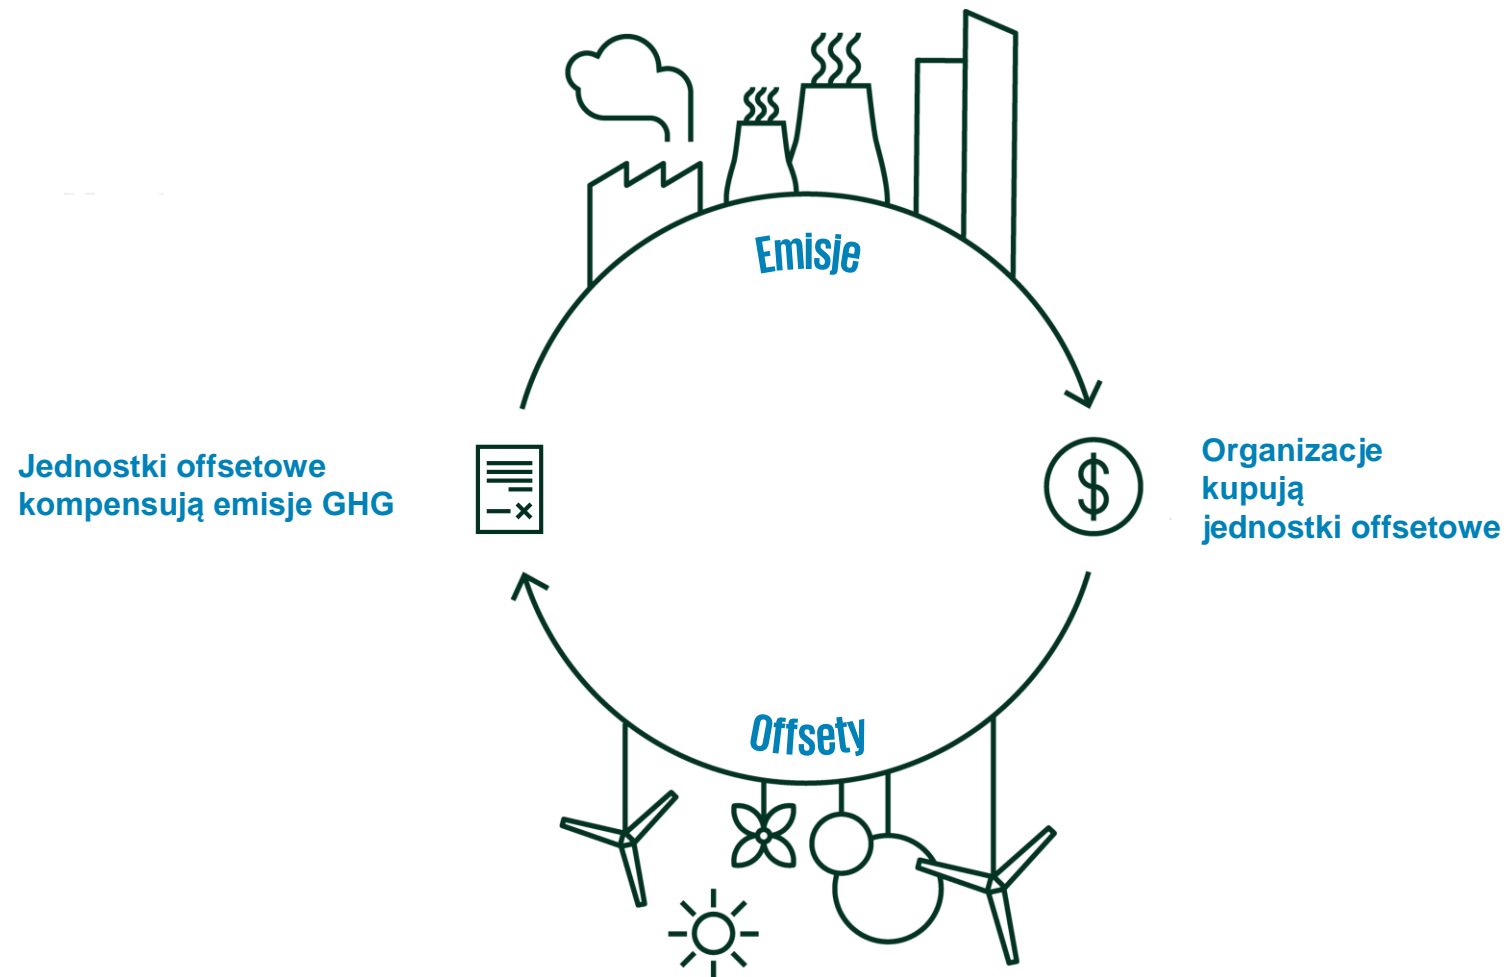 Emisje
Jednostki offsetowe
kompensują emisje GHG
$
Organizacje
kupują
jednostki offsetowe
Offsety